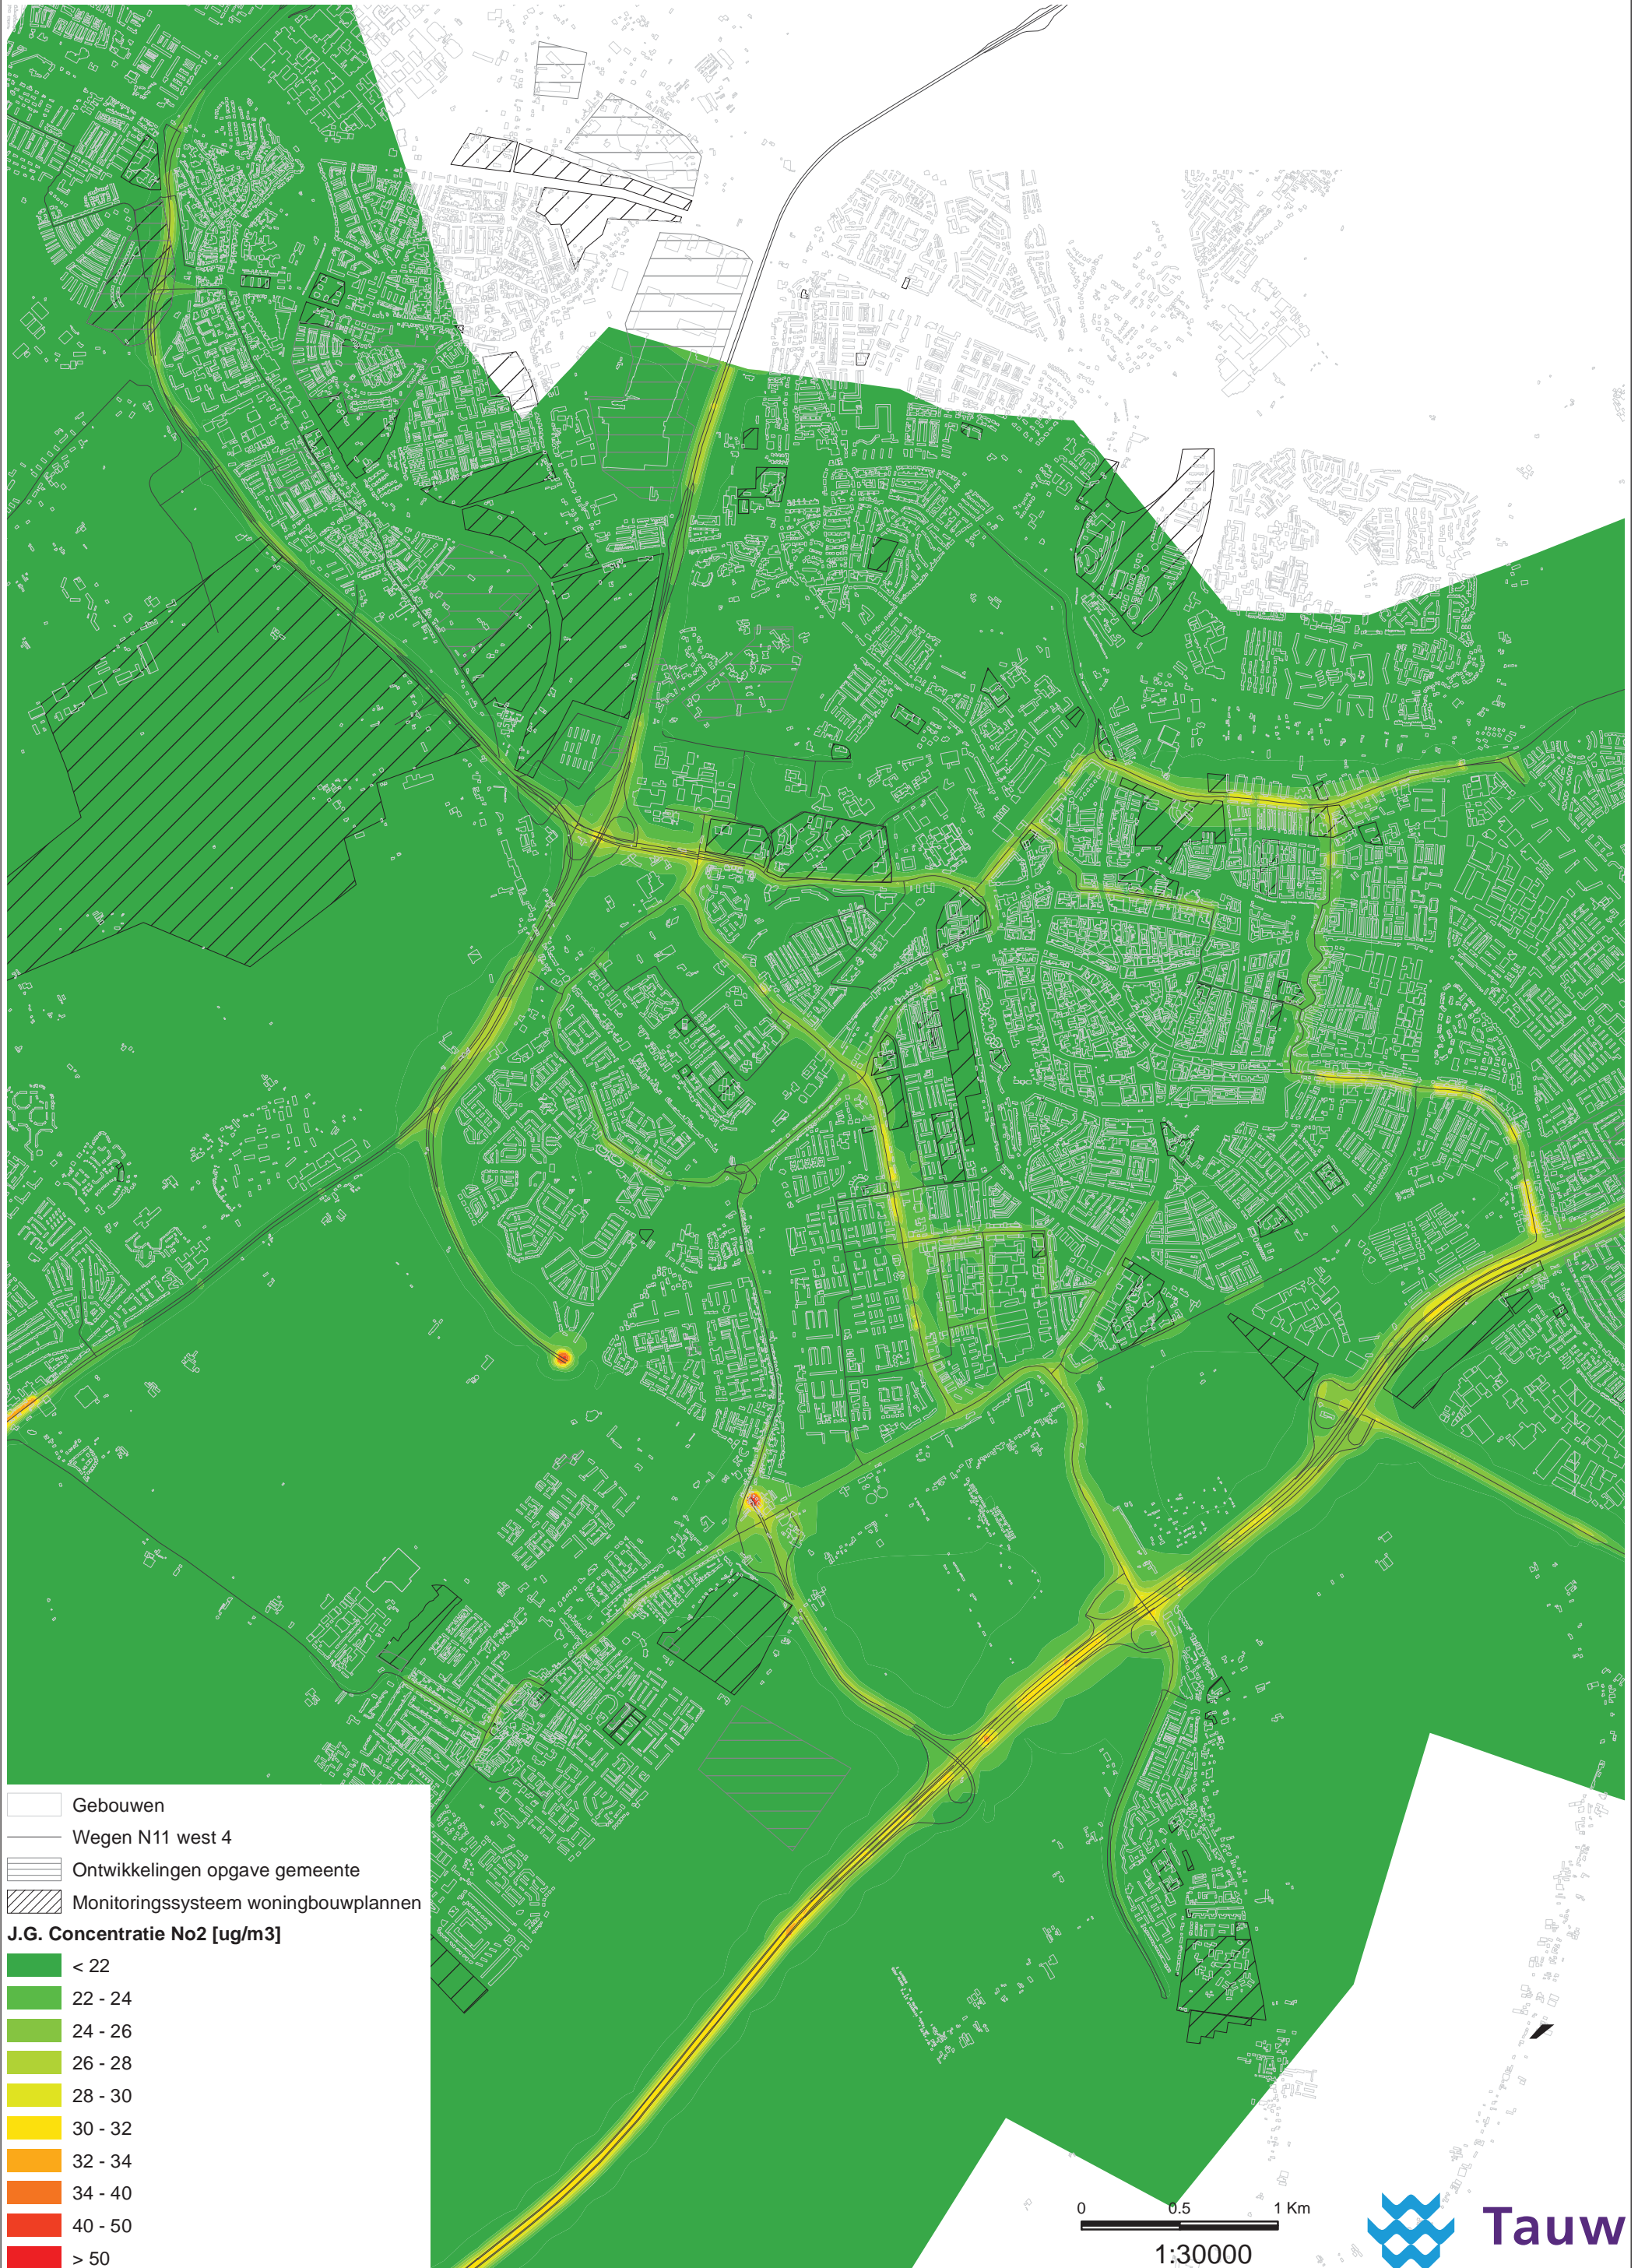 Gebouwen
Wegen N11 west 4
Ontwikkelingen opgave gemeente
Monitoringssysteem woningbouwplannen
J.G. Concentratie No2 [ug/m3]
< 22
22 - 24
24 - 26
26 - 28
28 - 30
30 - 32
32 - 34
34 - 40
40 - 50
> 50
0 0.5 1 Km
1:30000
Tauw